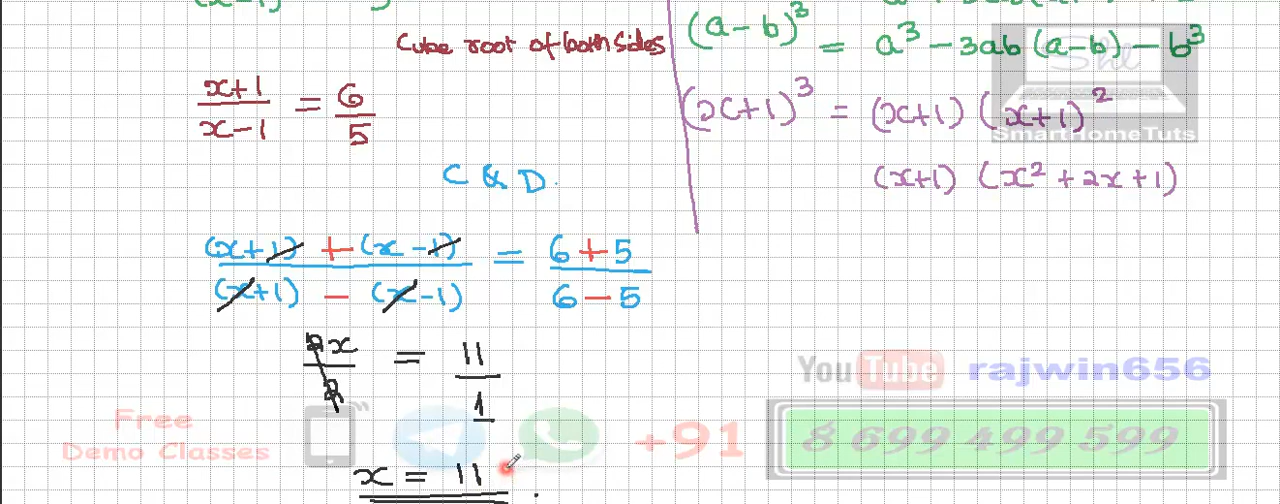 Cube root of both sides
(a-b)³ = a³ - 3ab (a-b) - b³
x+1 / x-1 = 6 / 5
(x+1)³ = (x+1) (x+1)²
SmartHomeTuts
C & D.
(x+1) (x² + 2x + 1)
(x+1) + (x-1) / (x+1) - (x-1) = 6+5 / 6-5
2x / 2 = 11 / 1
YouTube rajwin656
Free
Demo Classes
+91 8 699 499 599
x = 11